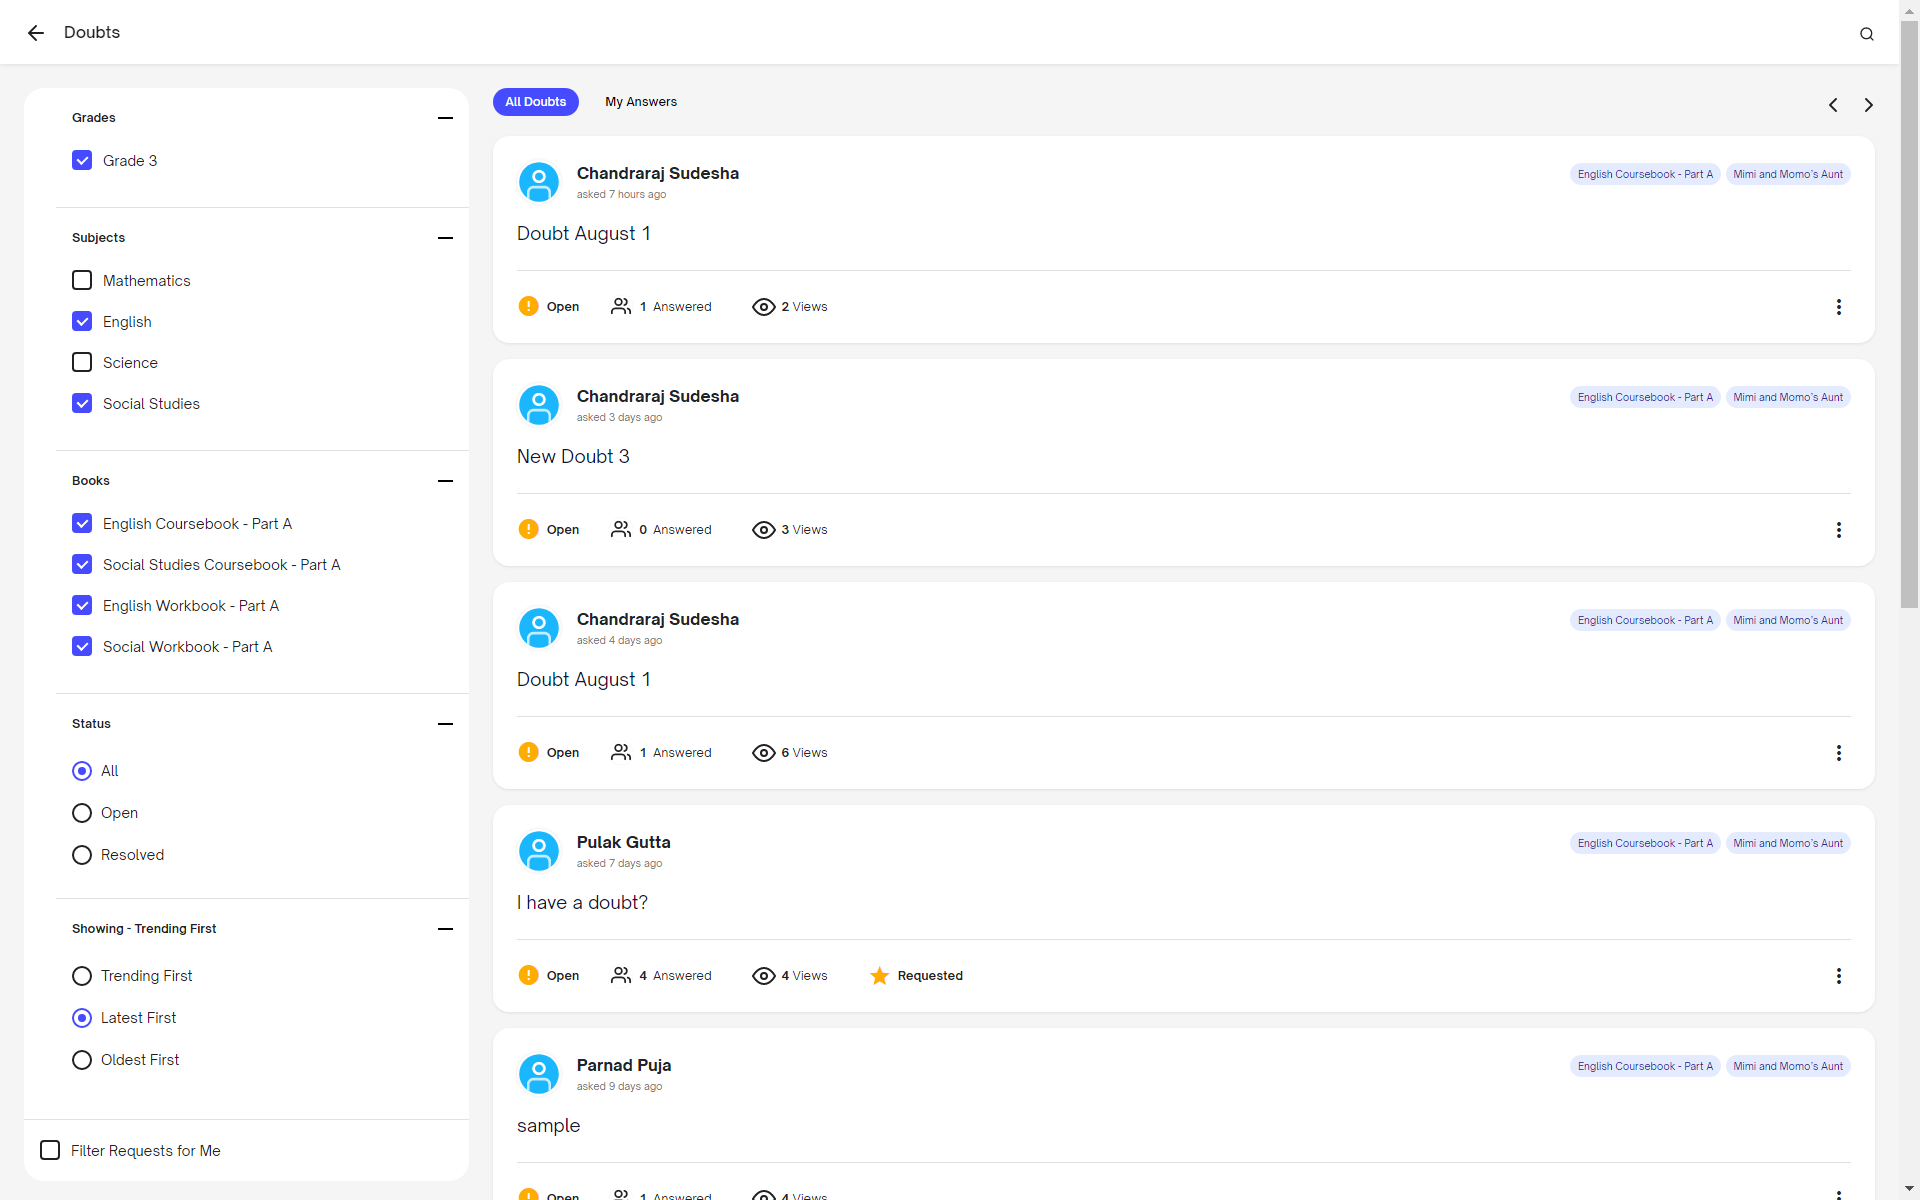 Doubts
Grades
Grade 3
Subjects
Mathematics
English
Science
Social Studies
Books
English Coursebook - Part A
Social Studies Coursebook - Part A
English Workbook - Part A
Social Workbook - Part A
Status
All
Open
Resolved
Showing - Trending First
Trending First
Latest First
Oldest First
Filter Requests for Me
All Doubts My Answers
Chandraraj Sudesha English Coursebook - Part A Mimi and Momo's Aunt
asked 7 hours ago
Doubt August 1
Open 1 Answered 2 Views
Chandraraj Sudesha English Coursebook - Part A Mimi and Momo's Aunt
asked 3 days ago
New Doubt 3
Open 0 Answered 3 Views
Chandraraj Sudesha English Coursebook - Part A Mimi and Momo's Aunt
asked 4 days ago
Doubt August 1
Open 1 Answered 6 Views
Pulak Gutta English Coursebook - Part A Mimi and Momo's Aunt
asked 7 days ago
I have a doubt?
Open 4 Answered 4 Views Requested
Parnad Puja English Coursebook - Part A Mimi and Momo's Aunt
asked 9 days ago
sample
Open 1 Answered 4 Views